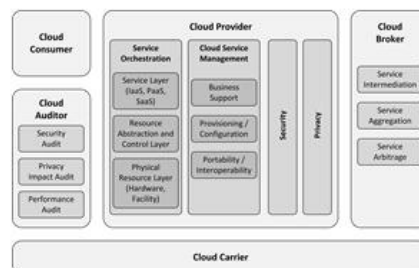 Cloud
Consumer
Cloud
Auditor
Security
Audit
Privacy
Impact Audit
Performance
Audit
Cloud Provider
Service
Orchestration
Service Layer
(IaaS, PaaS,
SaaS)
Resource
Abstraction and
Control Layer
Physical
Resource Layer
(Hardware,
Facility)
Cloud Service
Management
Business
Support
Provisioning /
Configuration
Portability /
Interoperability
Security
Privacy
Cloud
Broker
Service
Intermediation
Service
Aggregation
Service
Arbitrage
Cloud Carrier